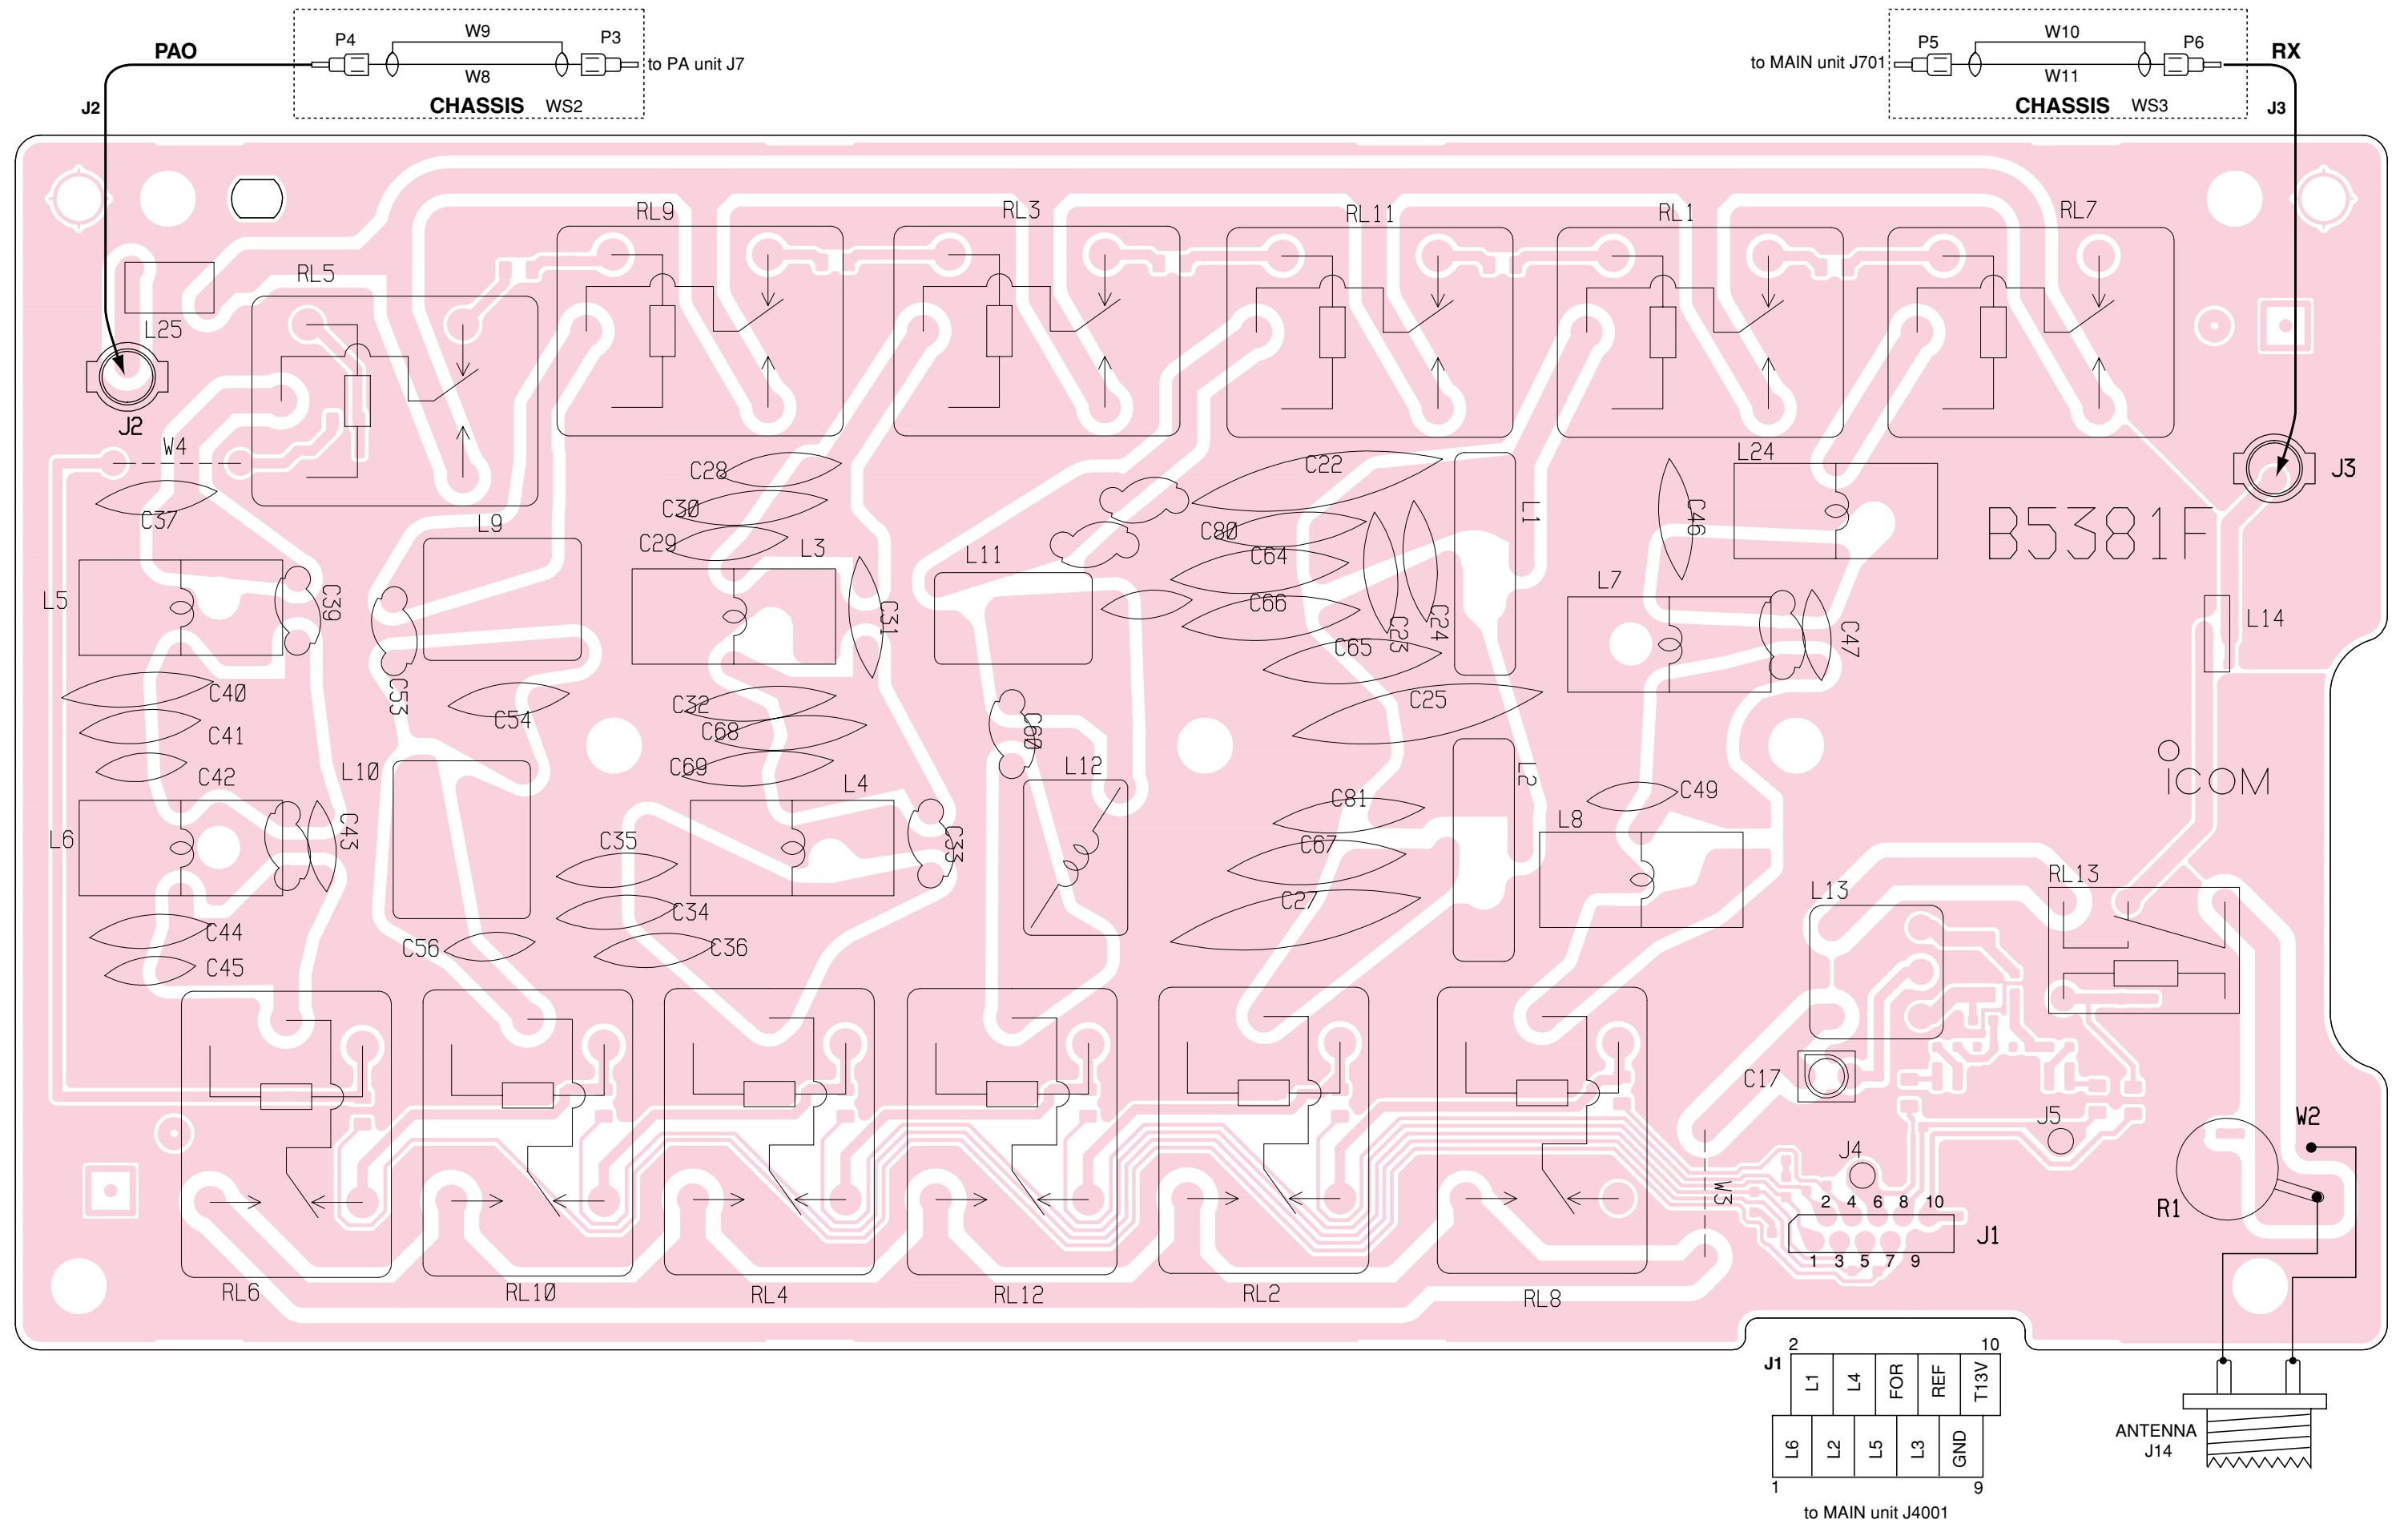 PAO
P4
W9
P3
W8
to PA unit J7
CHASSIS WS2
J2
to MAIN unit J701
P5
W10
P6
RX
W11
CHASSIS WS3
J3
RL9
RL3
RL11
RL1
RL7
RL5
L25
J2
W4
C37
L9
C28
C30
C29
L3
L11
C22
C80
C64
C66
C65
C23
C24
C25
L1
C46
L24
J3
B5381F
L5
C39
C31
L7
C47
L14
C40
C41
C42
C53
C54
C32
C68
C69
C60
L10
L12
L4
L2
C81
C67
C27
C49
L8
ICOM
L6
C43
C35
C33
C34
C36
C56
C44
C45
L13
RL13
C17
J5
J4
W2
R1
W3
2 4 6 8 10
J1
1 3 5 7 9
RL6
RL10
RL4
RL12
RL2
RL8
2 10
J1
L1 L4 FOR REF T13V
L6 L2 L5 L3 GND
1 9
to MAIN unit J4001
ANTENNA
J14